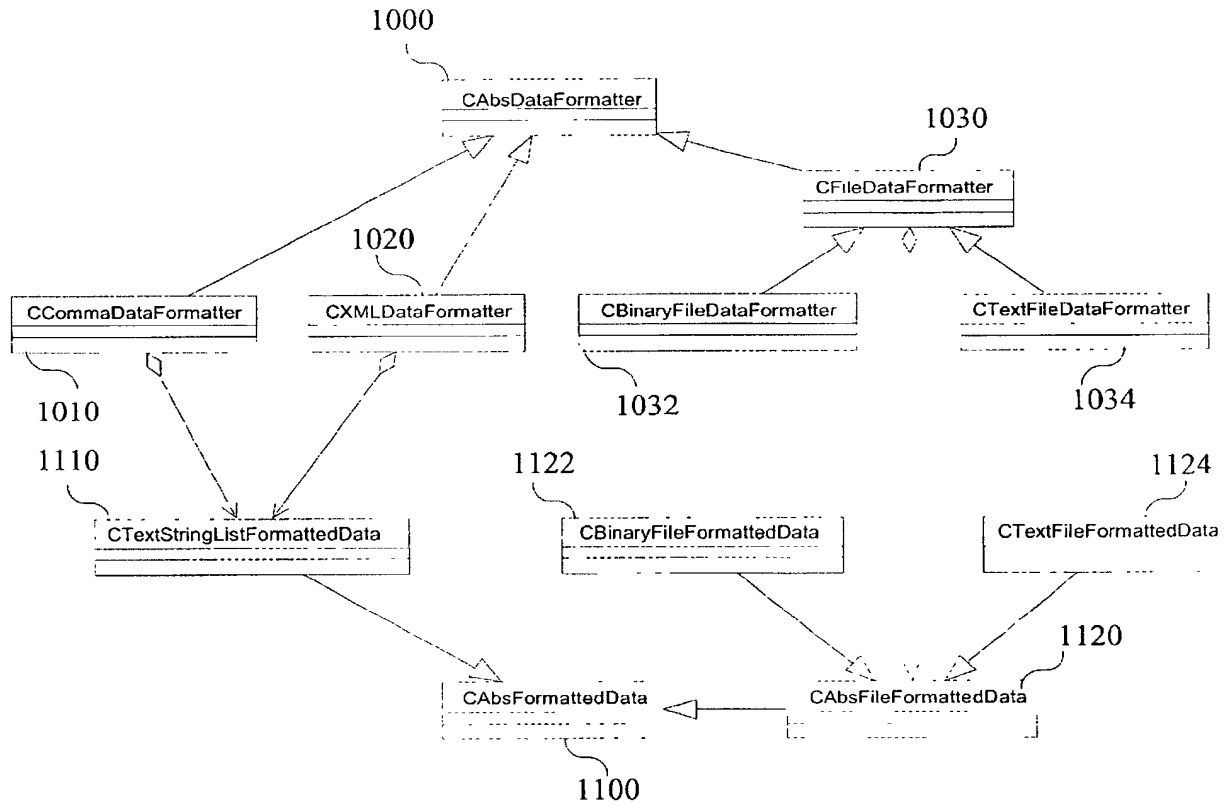 1000
CAbsDataFormatter
1030
CFileDataFormatter
1020
CCommaDataFormatter
CXMLDataFormatter
CBinaryFileDataFormatter
CTextFileDataFormatter
1010
1032
1034
1110
1122
1124
CTextStringListFormattedData
CBinaryFileFormattedData
CTextFileFormattedData
1120
CAbsFormattedData
CAbsFileFormattedData
1100